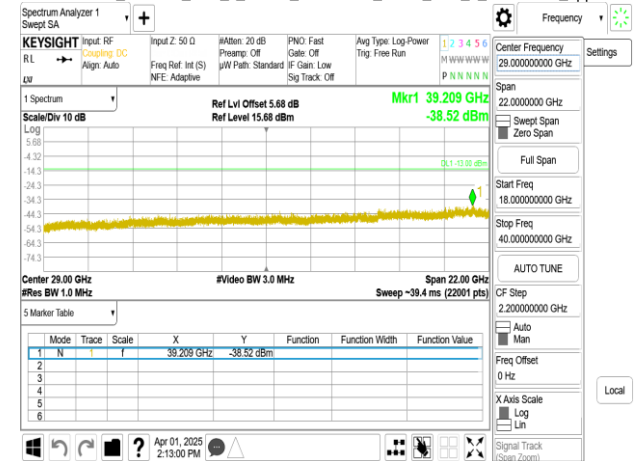 Spectrum Analyzer 1
Swept SA
Frequency
KEYSIGHT
RL
Input: RF
Coupling: DC
Align: Auto
Input Z: 50 Ω
Freq Ref: Int (S)
NFE: Adaptive
#Atten: 20 dB
Preamp: Off
µW Path: Standard
PNO: Fast
Gate: Off
IF Gain: Low
Sig Track: Off
Avg Type: Log-Power
Trig: Free Run
1 2 3 4 5 6
M W W W W W
P N N N N N
1 Spectrum
Scale/Div 10 dB
Log
Ref Lvl Offset 5.68 dB
Ref Level 15.68 dBm
Mkr1 39.209 GHz
-38.52 dBm
5.68
-4.32
-14.3
-24.3
-34.3
-44.3
-54.3
-64.3
-74.3
DL1 -13.00 dBm
1
Center 29.00 GHz
#Res BW 1.0 MHz
#Video BW 3.0 MHz
Span 22.00 GHz
Sweep ~39.4 ms (22001 pts)
5 Marker Table
Mode Trace Scale X Y Function Function Width Function Value
1 N 1 f 39.209 GHz -38.52 dBm
2
3
4
5
6
Apr 01, 2025
2:13:00 PM
Center Frequency
29.000000000 GHz
Span
22.0000000 GHz
Swept Span
Zero Span
Full Span
Start Freq
18.000000000 GHz
Stop Freq
40.000000000 GHz
AUTO TUNE
CF Step
2.200000000 GHz
Auto
Man
Freq Offset
0 Hz
X Axis Scale
Log
Lin
Signal Track
(Span Zoom)
Settings
Local